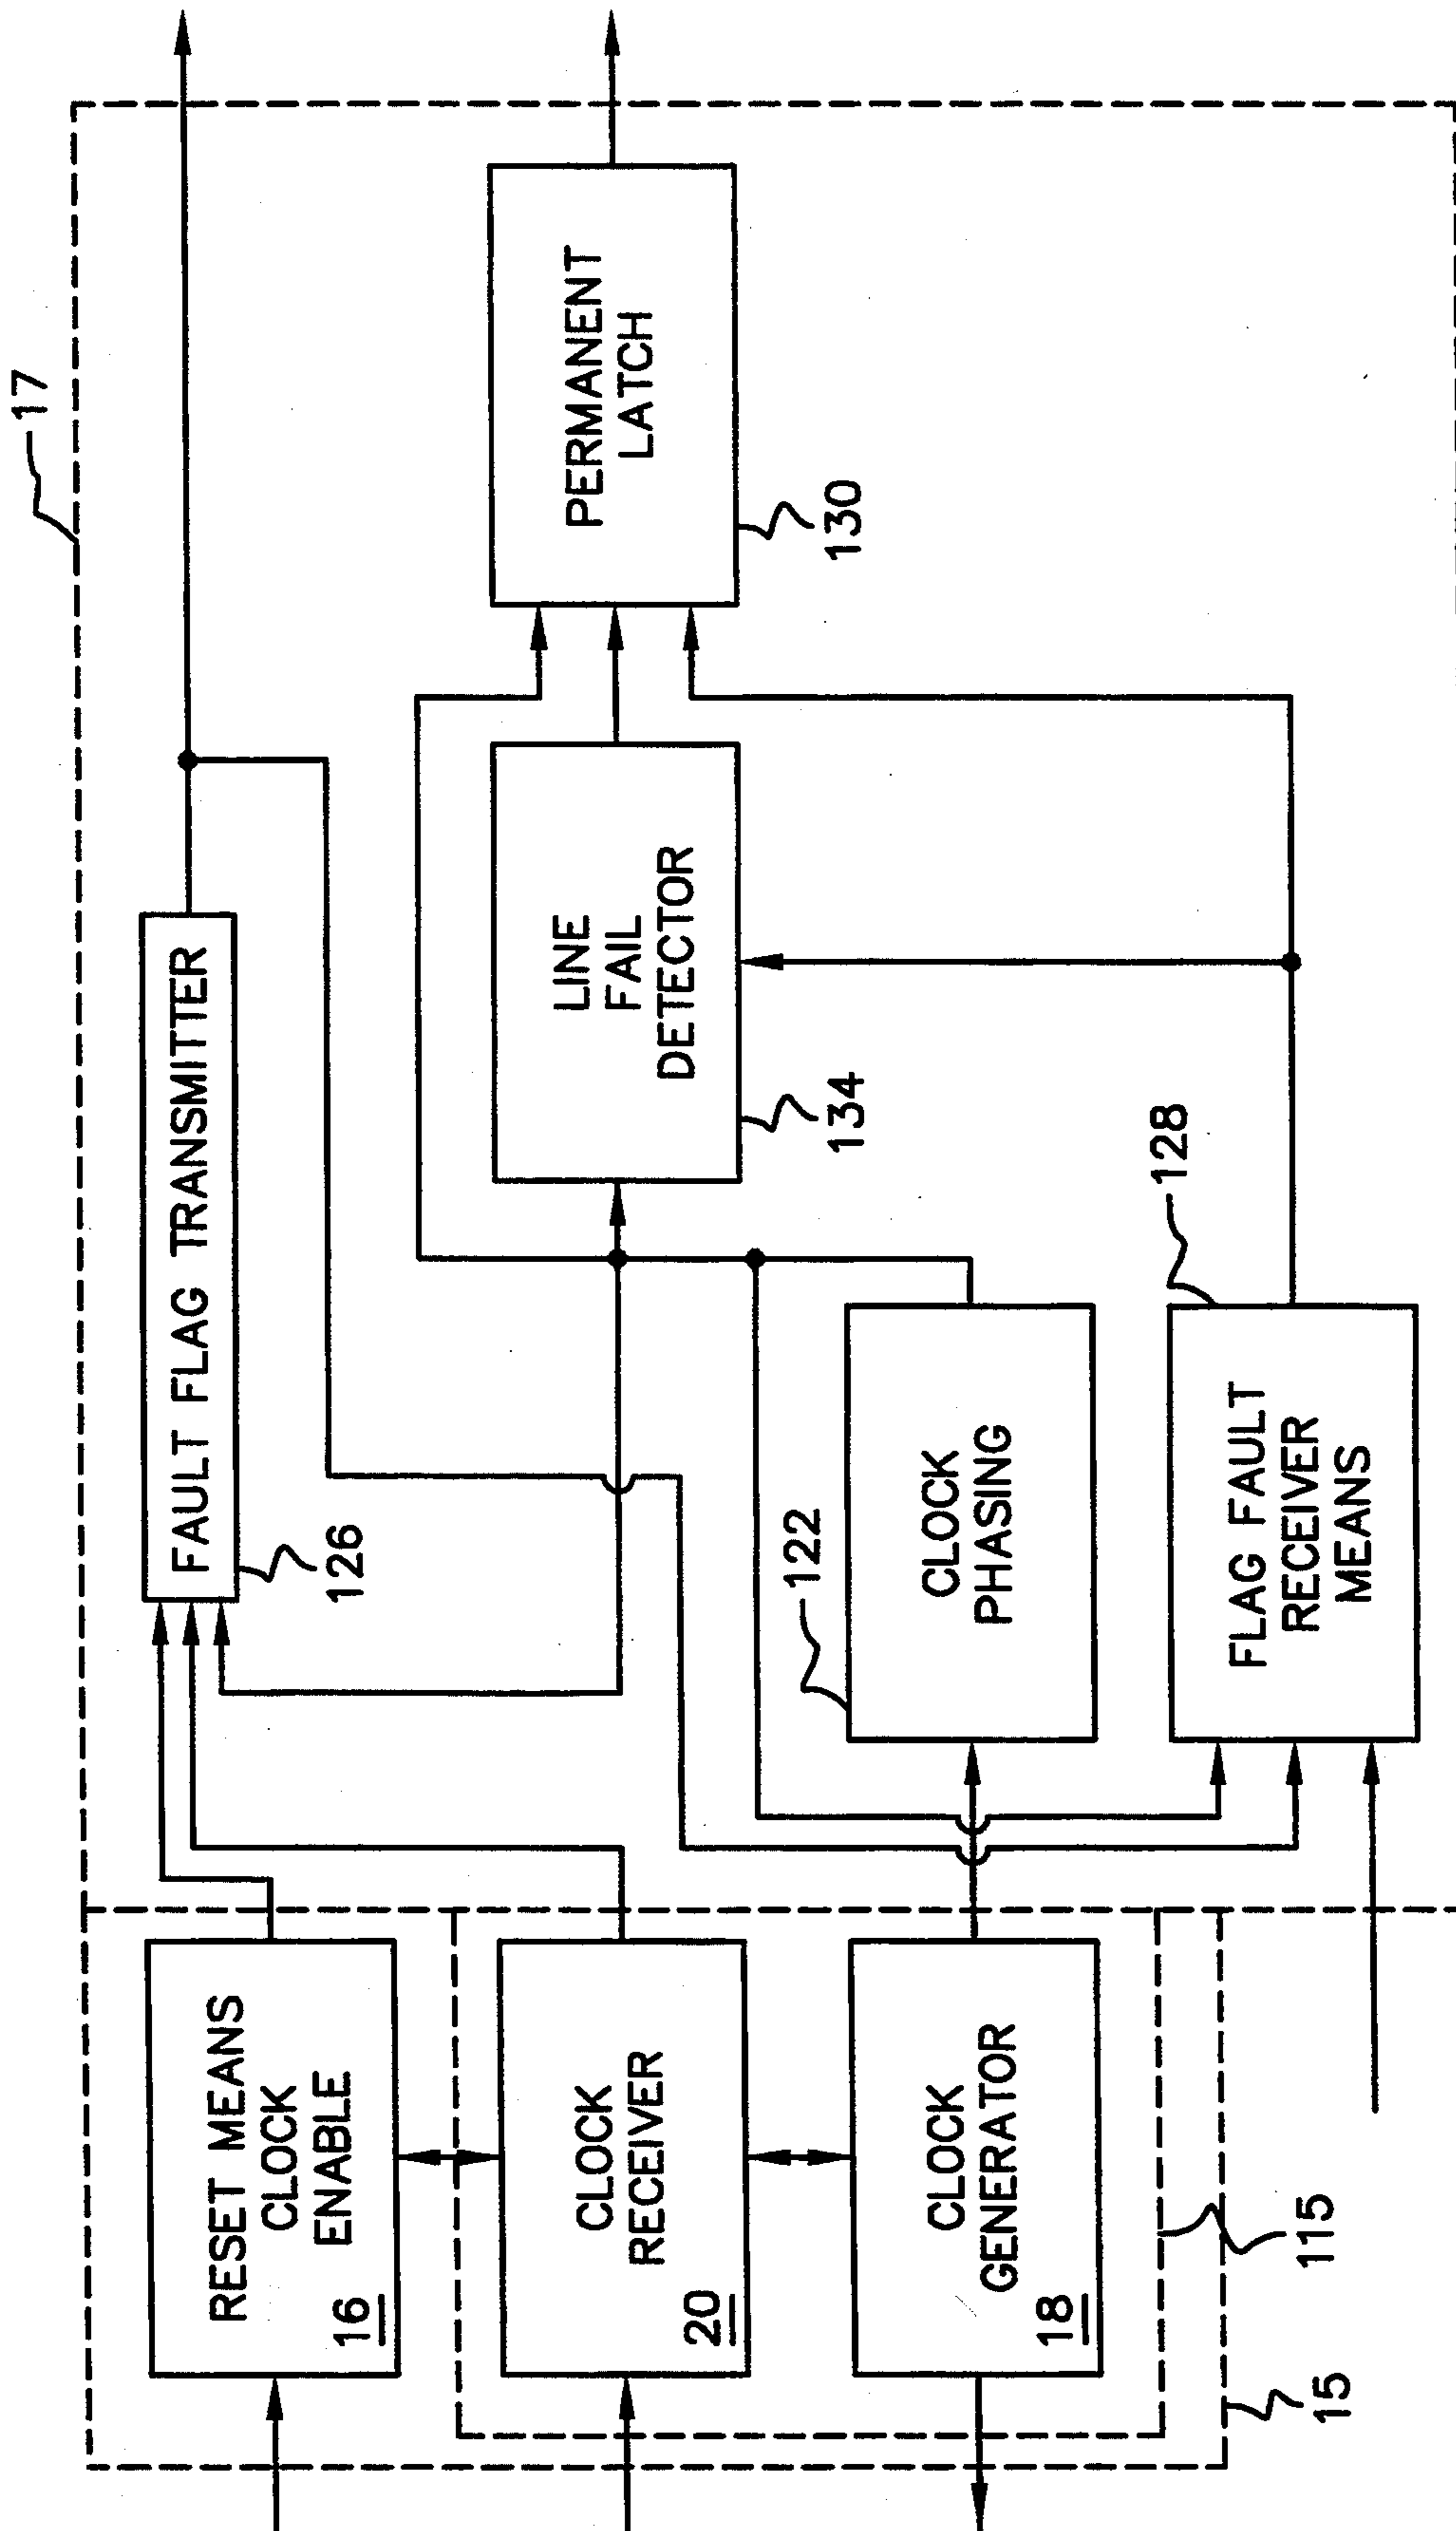 17
FAULT FLAG TRANSMITTER
126
PERMANENT
LATCH
130
LINE
FAIL
DETECTOR
134
CLOCK
PHASING
122
FLAG FAULT
RECEIVER
MEANS
128
RESET MEANS
CLOCK
ENABLE
16
CLOCK
RECEIVER
20
CLOCK
GENERATOR
18
115
15